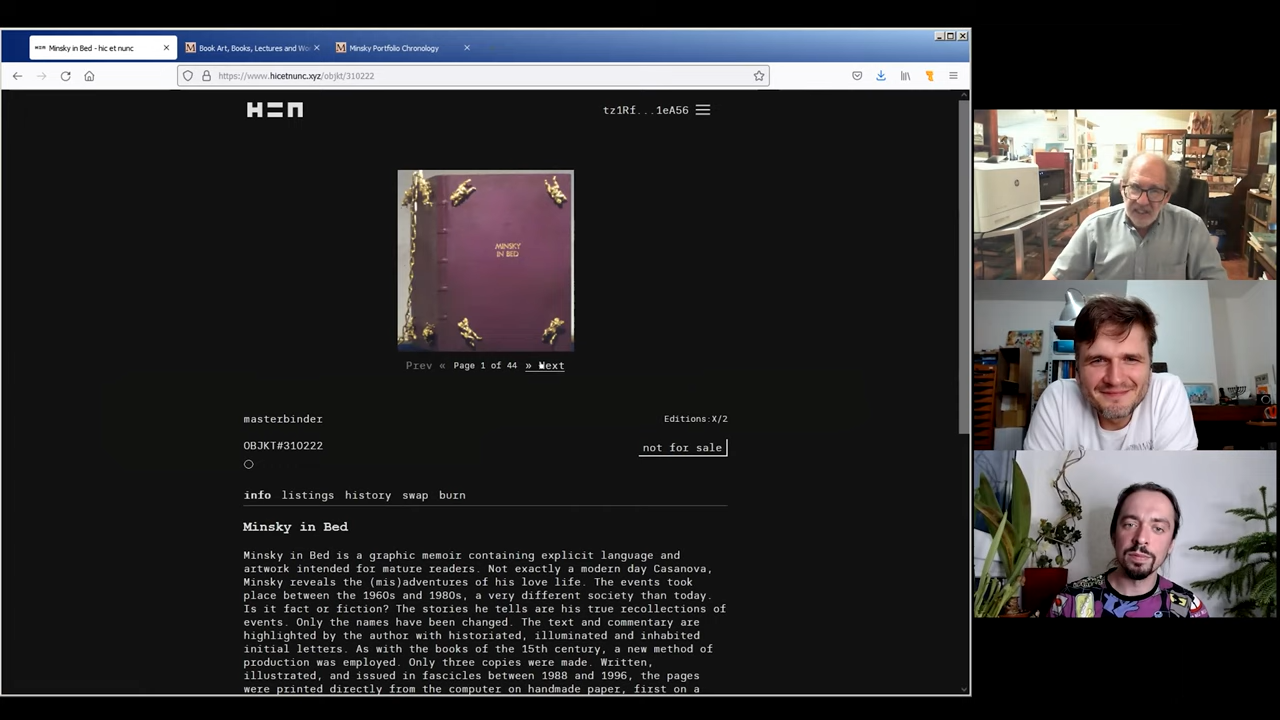 Minsky in Bed - hic et nunc
Book Art, Books, Lectures and Wo
Minsky Portfolio Chronology
https://www.hicetnunc.xyz/objkt/310222
tz1Rf...1eA56
MINSKY
IN BED
Prev « Page 1 of 44 » Next
masterbinder
Editions:X/2
OBJKT#310222
not for sale
info listings history swap burn
Minsky in Bed
Minsky in Bed is a graphic memoir containing explicit language and
artwork intended for mature readers. Not exactly a modern day Casanova,
Minsky reveals the (mis)adventures of his love life. The events took
place between the 1960s and 1980s, a very different society than today.
Is it fact or fiction? The stories he tells are his true recollections of
events. Only the names have been changed. The text and commentary are
highlighted by the author with historiated, illuminated and inhabited
initial letters. As with the books of the 15th century, a new method of
production was employed. Only three copies were made. Written,
illustrated, and issued in fascicles between 1988 and 1996, the pages
were printed directly from the computer on handmade paper, first on a